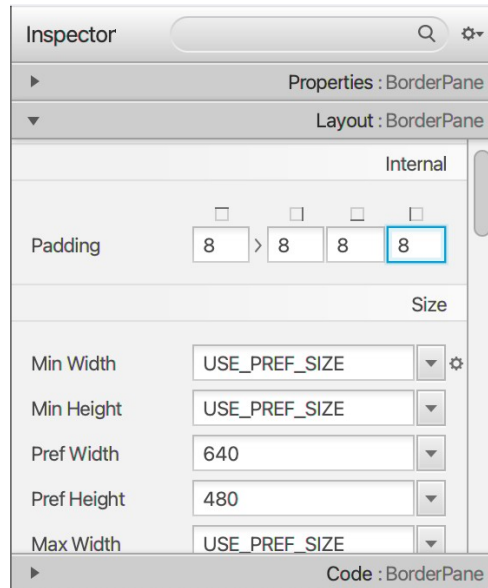 Inspector
Properties : BorderPane
Layout : BorderPane
Internal
Padding 8 8 8 8
Size
Min Width USE_PREF_SIZE
Min Height USE_PREF_SIZE
Pref Width 640
Pref Height 480
Max Width USE_PREF_SIZE
Code : BorderPane